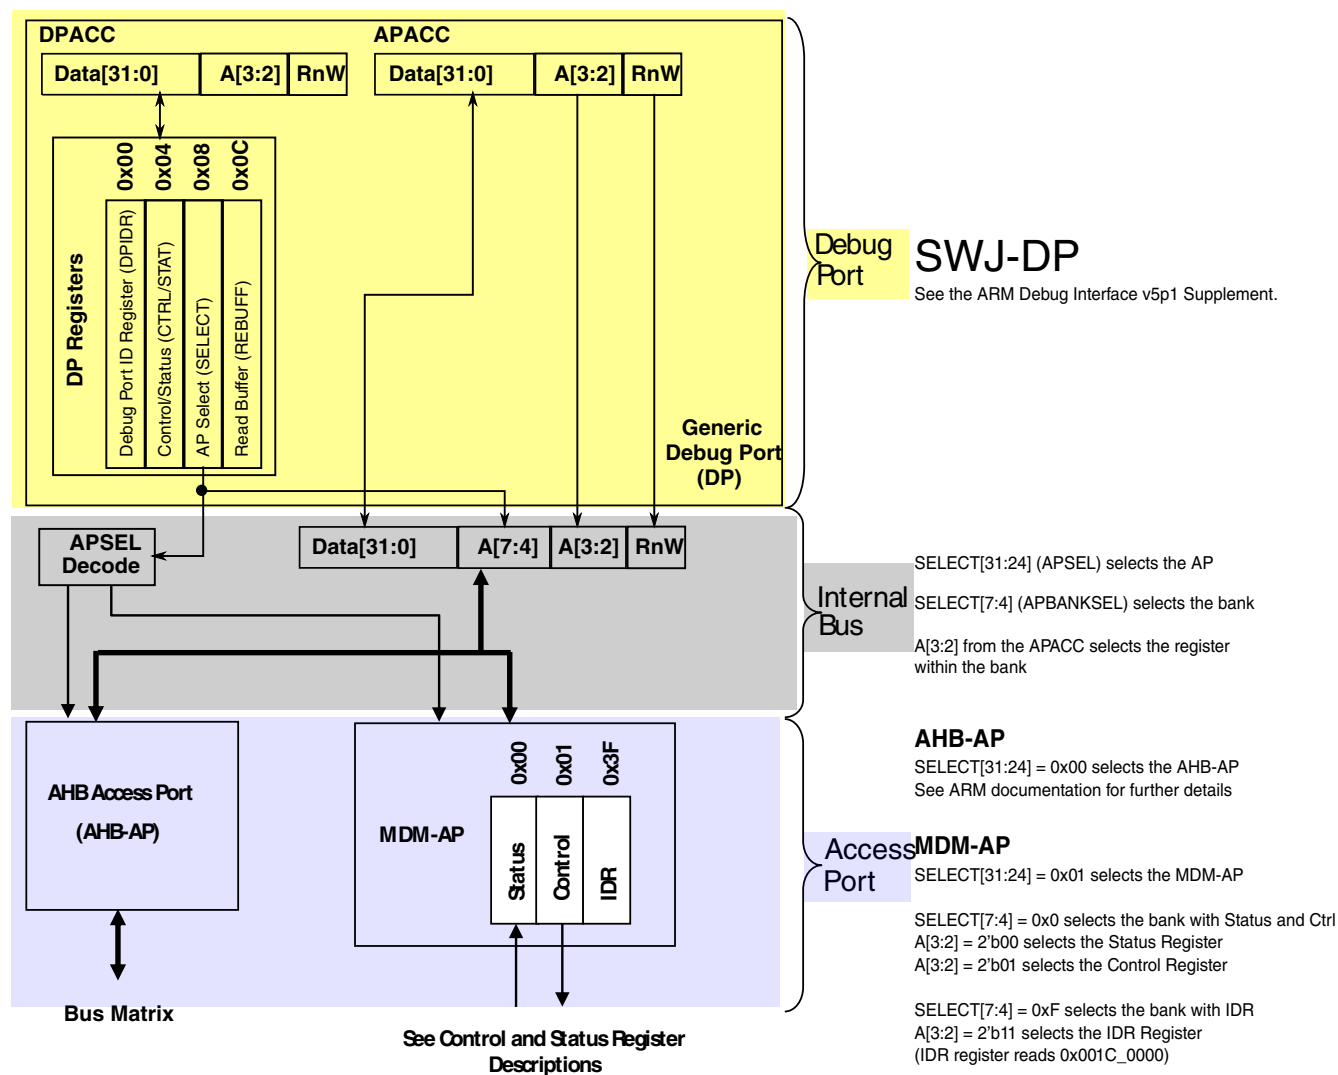 DPACC
APACC
Data[31:0] A[3:2] RnW
Data[31:0] A[3:2] RnW
0x00
0x04
0x08
0x0C
DP Registers
Debug Port ID Register (DPIDR)
Control/Status (CTRL/STAT)
AP Select (SELECT)
Read Buffer (REBUFF)
Generic
Debug Port
(DP)
Debug
Port
SWJ-DP
See the ARM Debug Interface v5p1 Supplement.
APSEL
Decode
Data[31:0] A[7:4] A[3:2] RnW
Internal
Bus
SELECT[31:24] (APSEL) selects the AP
SELECT[7:4] (APBANKSEL) selects the bank
A[3:2] from the APACC selects the register
within the bank
AHB Access Port
(AHB-AP)
Bus Matrix
MDM-AP
0x00
0x01
0x3F
Status
Control
IDR
See Control and Status Register
Descriptions
Access
Port
AHB-AP
SELECT[31:24] = 0x00 selects the AHB-AP
See ARM documentation for further details
MDM-AP
SELECT[31:24] = 0x01 selects the MDM-AP
SELECT[7:4] = 0x0 selects the bank with Status and Ctrl
A[3:2] = 2'b00 selects the Status Register
A[3:2] = 2'b01 selects the Control Register
SELECT[7:4] = 0xF selects the bank with IDR
A[3:2] = 2'b11 selects the IDR Register
(IDR register reads 0x001C_0000)